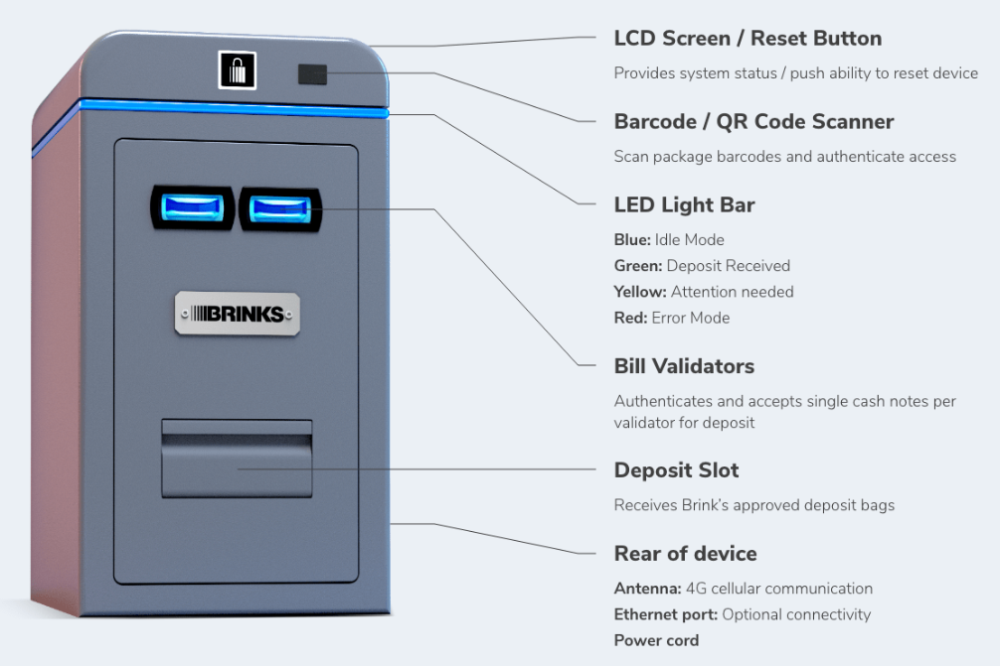 LCD Screen / Reset Button
Provides system status / push ability to reset device
Barcode / QR Code Scanner
Scan package barcodes and authenticate access
LED Light Bar
Blue: Idle Mode
Green: Deposit Received
Yellow: Attention needed
Red: Error Mode
BRINKS
Bill Validators
Authenticates and accepts single cash notes per
validator for deposit
Deposit Slot
Receives Brink’s approved deposit bags
Rear of device
Antenna: 4G cellular communication
Ethernet port: Optional connectivity
Power cord